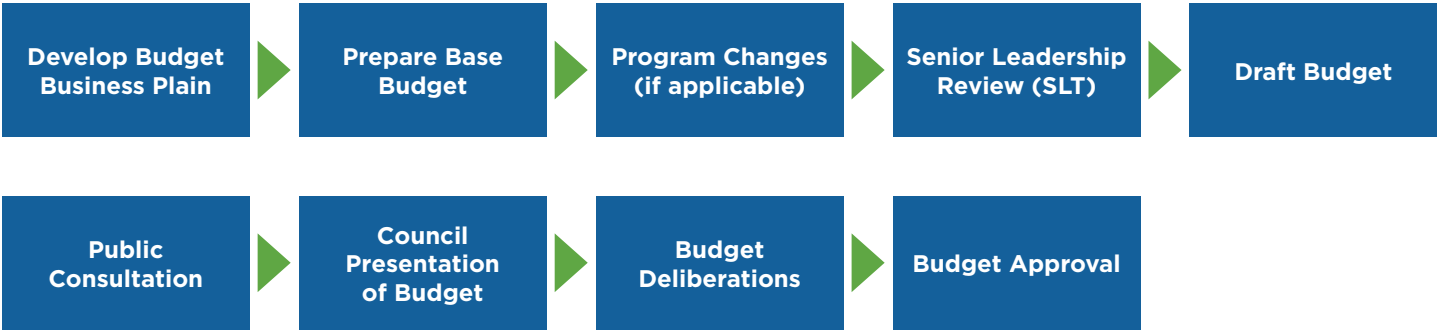 Develop Budget
Business Plain
Prepare Base
Budget
Program Changes
(if applicable)
Senior Leadership
Review (SLT)
Draft Budget
Public
Consultation
Council
Presentation
of Budget
Budget
Deliberations
Budget Approval